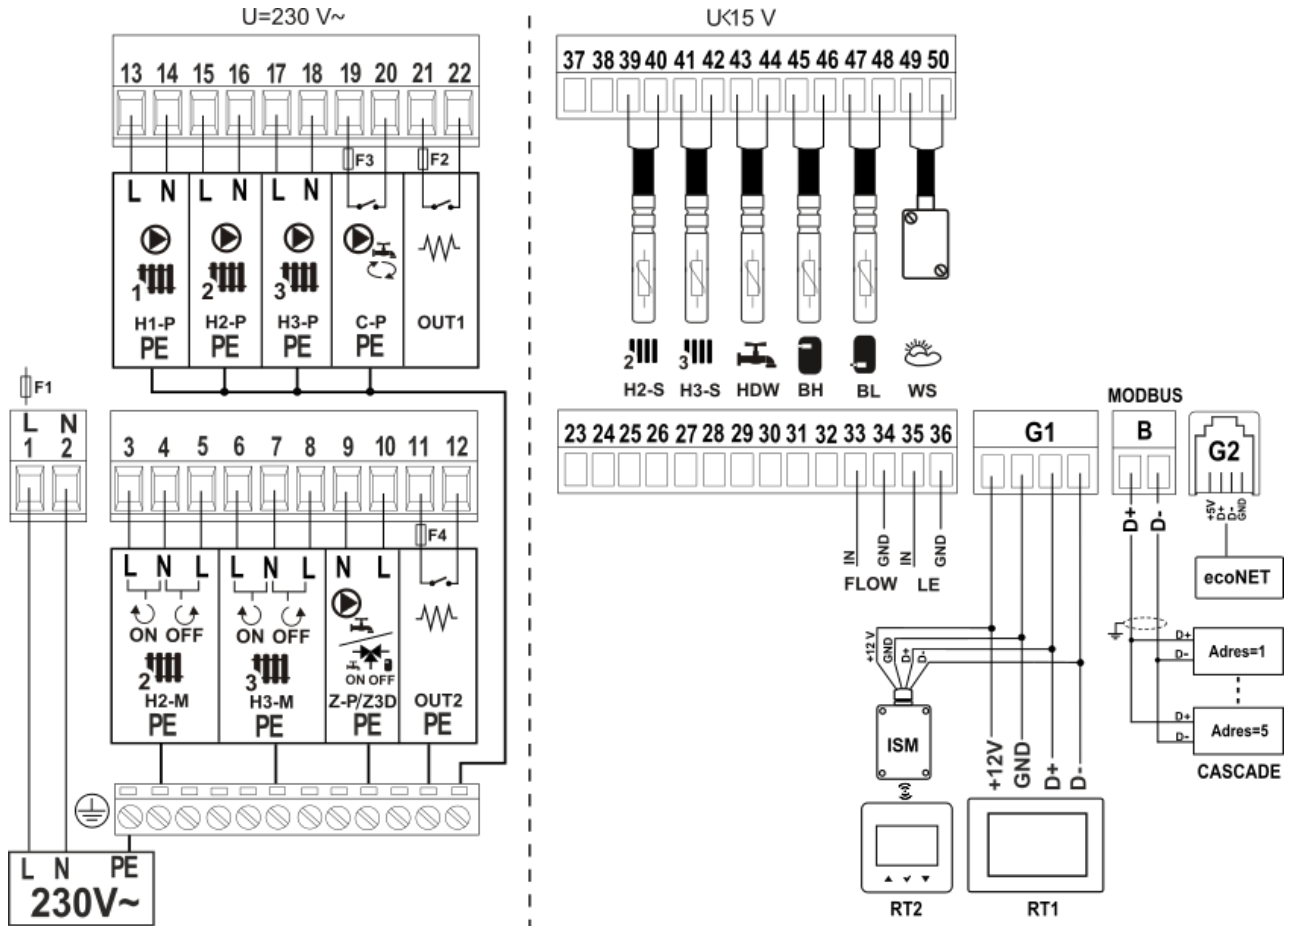 U=230 V~
U<15 V
13 14 15 16 17 18 19 20 21 22
37 38 39 40 41 42 43 44 45 46 47 48 49 50
F3 F2
L N L N L N
1 2 3
H1-P H2-P H3-P C-P OUT1
PE PE PE PE
2 3
H2-S H3-S HDW BH BL WS
F1
L N
1 2
3 4 5 6 7 8 9 10 11 12
23 24 25 26 27 28 29 30 31 32 33 34 35 36
G1
MODBUS
B
G2
+5V D+ D- GND
ecoNET
F4
L N L L N L N L
ON OFF ON OFF
2 3
ON OFF
H2-M H3-M Z-P/Z3D OUT2
PE PE PE PE
IN GND IN GND
FLOW LE
D+ D-
+12 V GND D+ D-
D+
D-
Adres=1
D+
D-
Adres=5
CASCADE
ISM
+12V GND D+ D-
RT2 RT1
L N PE
230V~